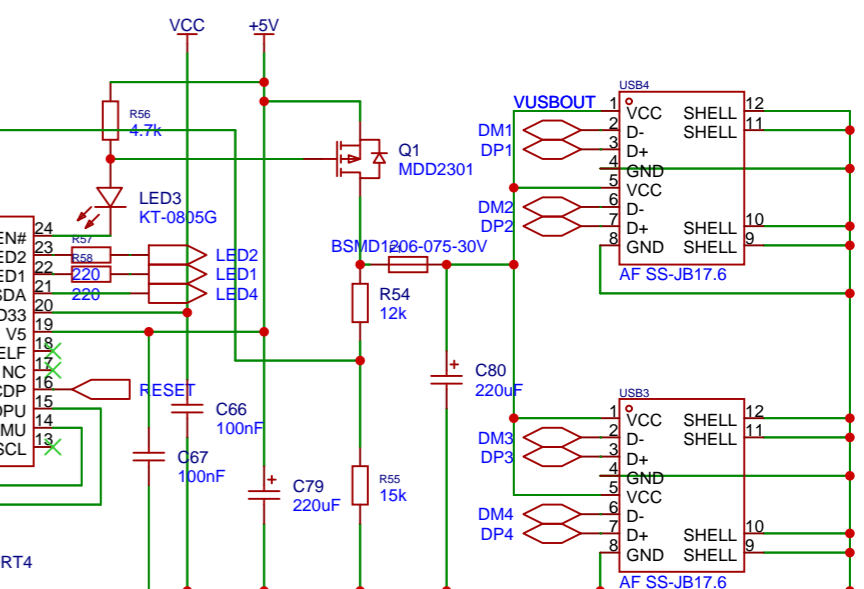 VCC
+5V
R56
4.7k
Q1
MDD2301
LED3
KT-0805G
24
EN#
23
ED2
22
ED1
21
SDA
20
D33
19
V5
18
ELF
17
NC
16
CDP
15
OPU
14
MU
13
SCL
R57
R58
220
220
LED2
LED1
LED4
RESET
BSMD1206-075-30V
R54
12k
C66
100nF
C67
100nF
C79
220uF
R55
15k
C80
220uF
RT4
VUSBOUT
DM1
DP1
DM2
DP2
USB4
1 VCC
2 D-
3 D+
4 GND
5 VCC
6 D-
7 D+
8 GND
SHELL 12
SHELL 11
SHELL 10
SHELL 9
AF SS-JB17.6
DM3
DP3
DM4
DP4
USB3
1 VCC
2 D-
3 D+
4 GND
5 VCC
6 D-
7 D+
8 GND
SHELL 12
SHELL 11
SHELL 10
SHELL 9
AF SS-JB17.6